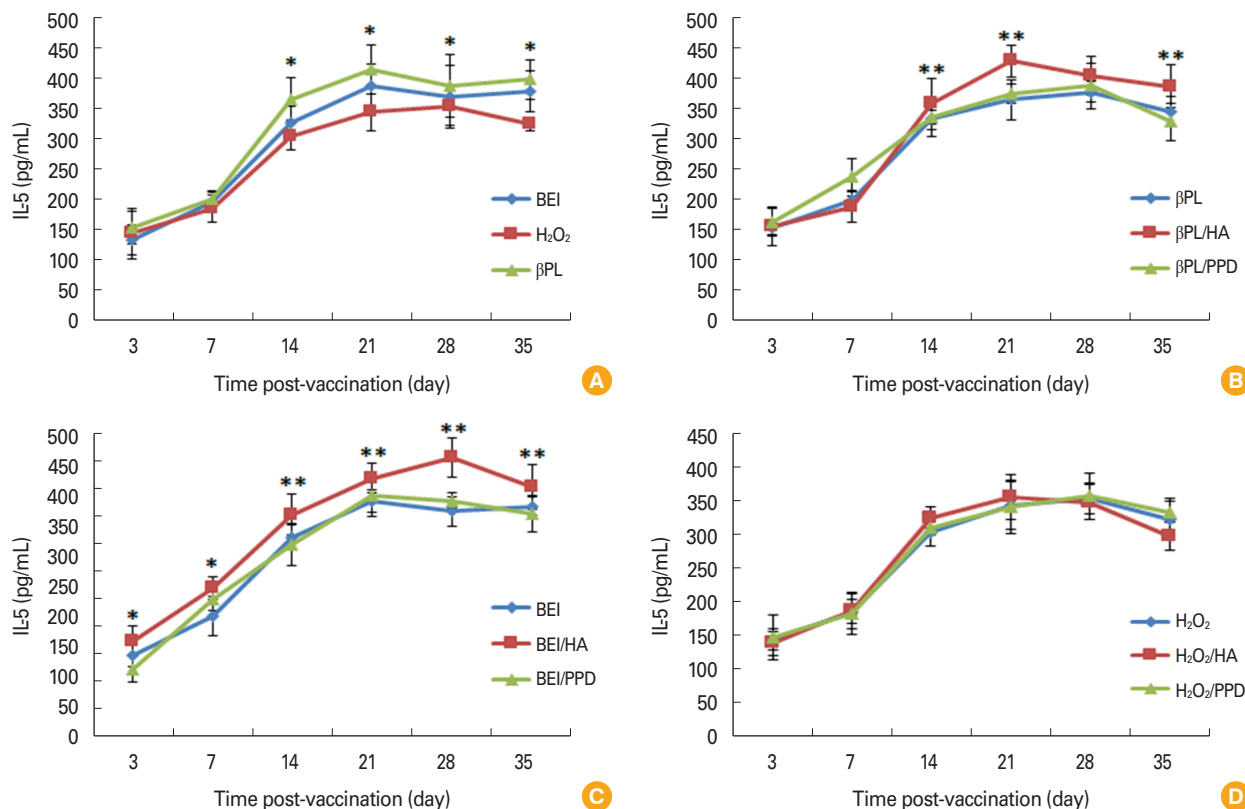 500
450
400
350
300
250
200
150
100
50
0
IL-5 (pg/mL)
* * * * *
BEI
H₂O₂
βPL
3 7 14 21 28 35
Time post-vaccination (day)
A
500
450
400
350
300
250
200
150
100
50
0
IL-5 (pg/mL)
** ** **
βPL
βPL/HA
βPL/PPD
3 7 14 21 28 35
Time post-vaccination (day)
B
500
450
400
350
300
250
200
150
100
50
0
IL-5 (pg/mL)
* * ** ** ** **
BEI
BEI/HA
BEI/PPD
3 7 14 21 28 35
Time post-vaccination (day)
C
450
400
350
300
250
200
150
100
50
0
IL-5 (pg/mL)
H₂O₂
H₂O₂/HA
H₂O₂/PPD
3 7 14 21 28 35
Time post-vaccination (day)
D